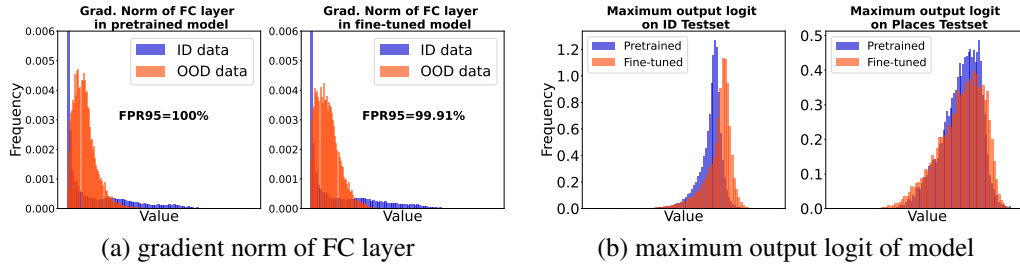 Grad. Norm of FC layer
in pretrained model
Frequency
0.006
0.005
0.004
0.003
0.002
0.001
0.000
ID data
OOD data
FPR95=100%
Value
Grad. Norm of FC layer
in fine-tuned model
0.006
0.005
0.004
0.003
0.002
0.001
0.000
ID data
OOD data
FPR95=99.91%
Value
(a) gradient norm of FC layer
Maximum output logit
on ID Testset
Frequency
1.2
1.0
0.8
0.6
0.4
0.2
0.0
Pretrained
Fine-tuned
Value
Maximum output logit
on Places Testset
0.5
0.4
0.3
0.2
0.1
0.0
Pretrained
Fine-tuned
Value
(b) maximum output logit of model